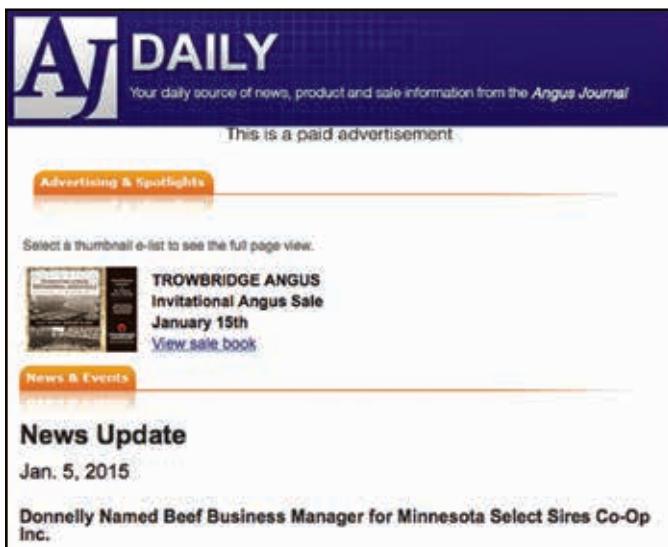 AJ DAILY
Your daily source of news, product and sale information from the Angus Journal
This is a paid advertisement
Advertising & Spotlights
Select a thumbnail e-list to see the full page view.
TROWBRIDGE ANGUS
Invitational Angus Sale
January 15th
View sale book
News & Events
News Update
Jan. 5, 2015
Donnelly Named Beef Business Manager for Minnesota Select Sires Co-Op
Inc.